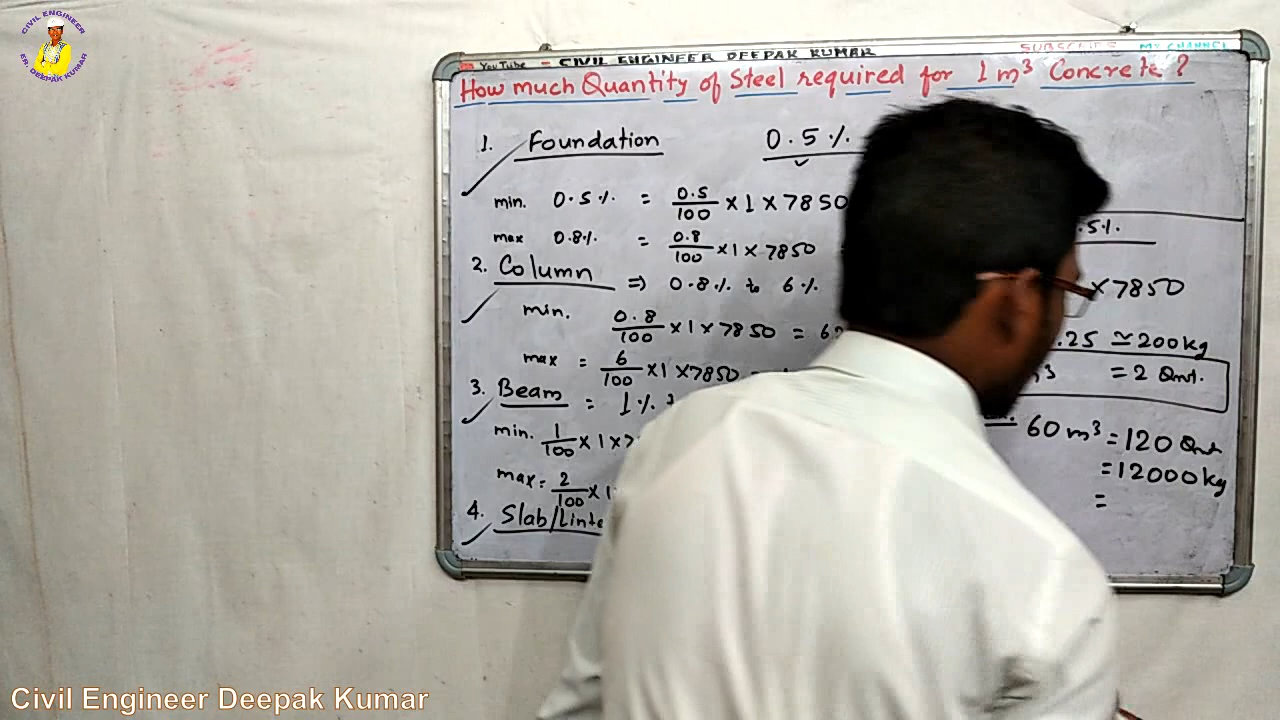 CIVIL ENGINEER
ER. DEEPAK KUMAR
YouTube - CIVIL ENGINEER DEEPAK KUMAR SUBSCRIBE MY CHANNEL
How much Quantity of Steel required for 1 m³ Concrete ?
1. Foundation 0.5 %.
min. 0.5 % = 0.5/100 × 1 × 7850
max 0.8% = 0.8/100 × 1 × 7850
2. Column ⇒ 0.8 % to 6 %
min. 0.8/100 × 1 × 7850 = 62
max = 6/100 × 1 × 7850
3. Beam = 1 %
min. 1/100 × 1 ×
max = 2/100 × 1
4. Slab/Linte
.5%
× 7850
.25 ≃ 200 kg
= 2 Qnt.
60 m³ = 120 Qnt
= 12000 kg
=
Civil Engineer Deepak Kumar